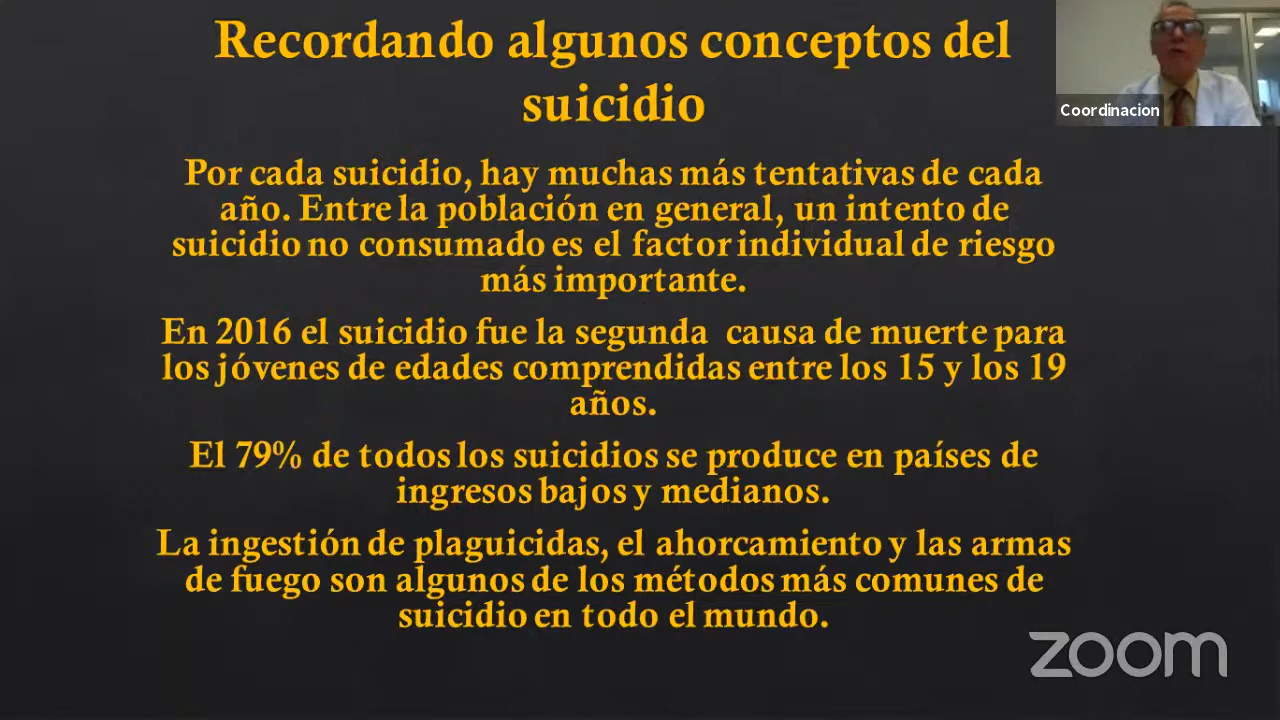 Recordando algunos conceptos del
suicidio
Coordinacion
Por cada suicidio, hay muchas más tentativas de cada
año. Entre la población en general, un intento de
suicidio no consumado es el factor individual de riesgo
más importante.
En 2016 el suicidio fue la segunda causa de muerte para
los jóvenes de edades comprendidas entre los 15 y los 19
años.
El 79% de todos los suicidios se produce en países de
ingresos bajos y medianos.
La ingestión de plaguicidas, el ahorcamiento y las armas
de fuego son algunos de los métodos más comunes de
suicidio en todo el mundo.
zoom